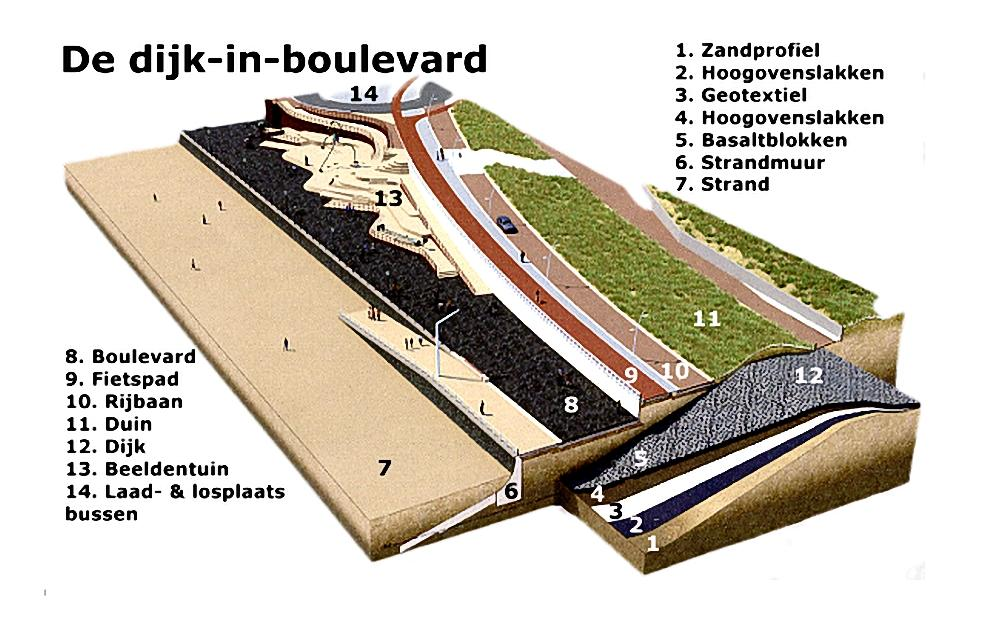 De dijk-in-boulevard
1. Zandprofiel
2. Hoogovenslakken
3. Geotextiel
4. Hoogovenslakken
5. Basaltblokken
6. Strandmuur
7. Strand
14
13
11
12
9
10
8
8. Boulevard
9. Fietspad
10. Rijbaan
11. Duin
12. Dijk
13. Beeldentuin
14. Laad- & losplaats
bussen
7
6
5
4
3
2
1